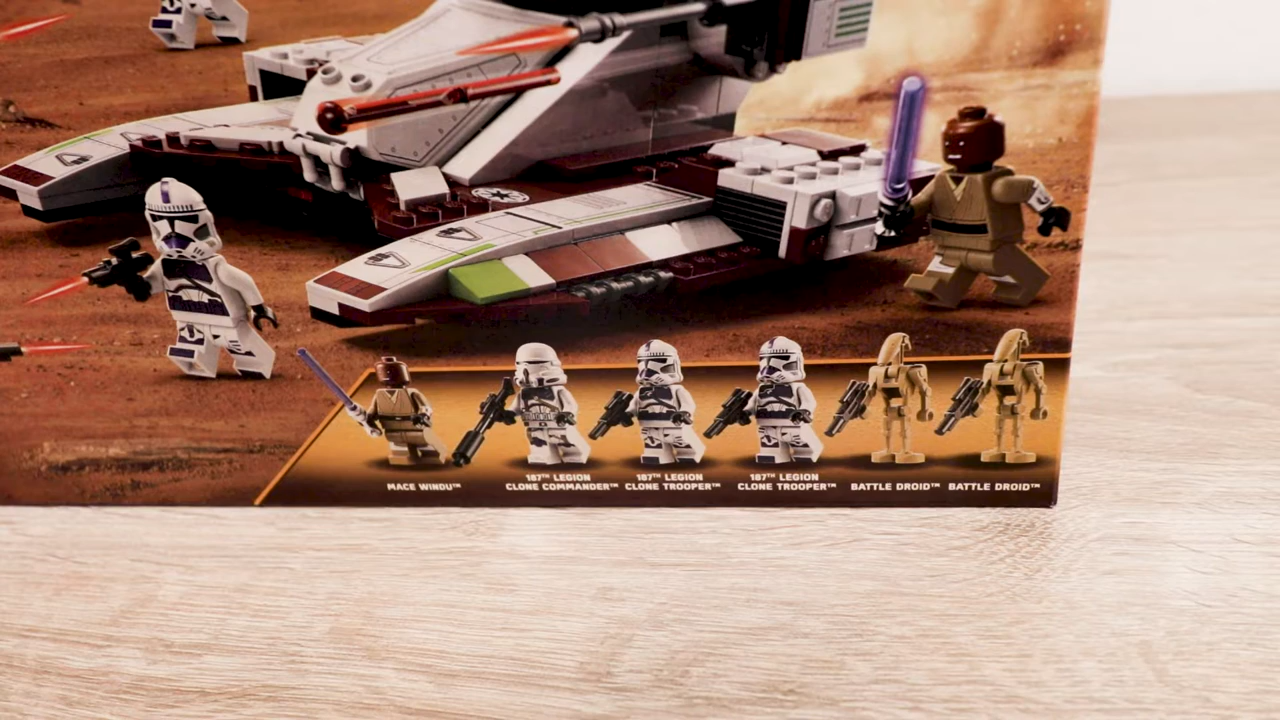 MACE WINDU™
187TH LEGION
CLONE COMMANDER™
187TH LEGION
CLONE TROOPER™
187TH LEGION
CLONE TROOPER™
BATTLE DROID™
BATTLE DROID™